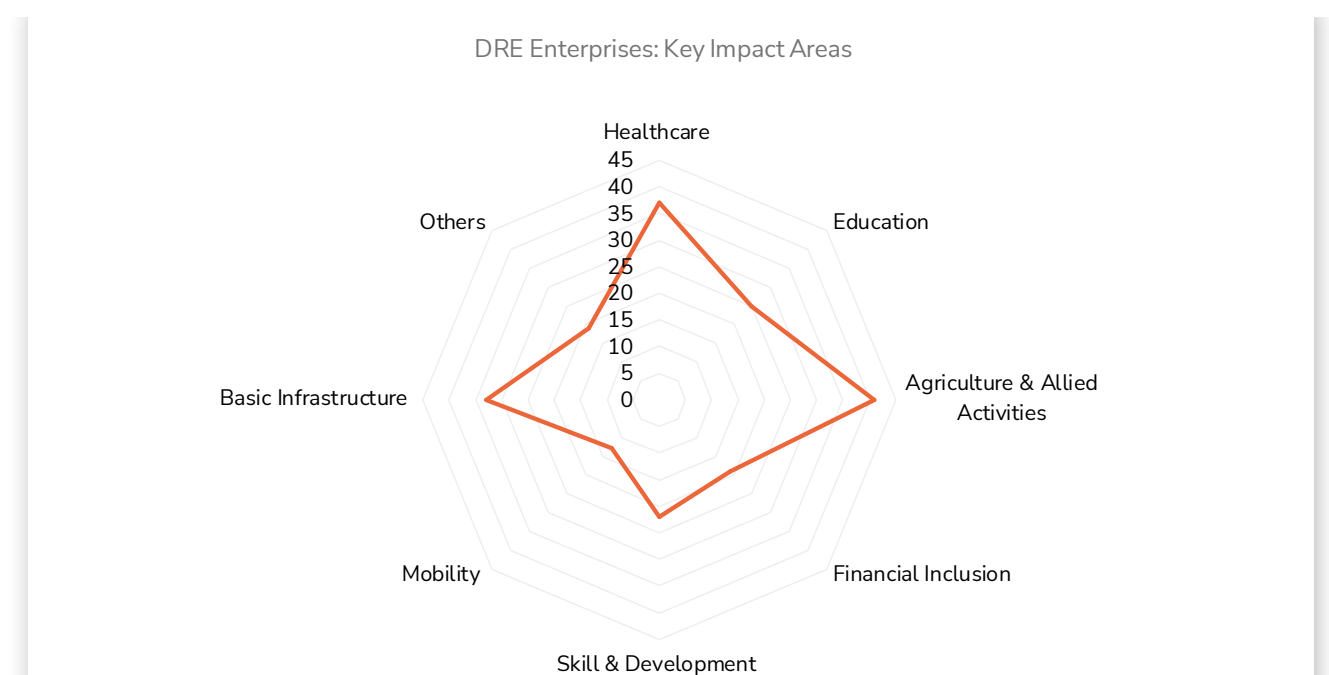 DRE Enterprises: Key Impact Areas
Healthcare
45
40
35
30
25
20
15
10
5
0
Others
Education
Basic Infrastructure
Agriculture & Allied
Activities
Mobility
Financial Inclusion
Skill & Development